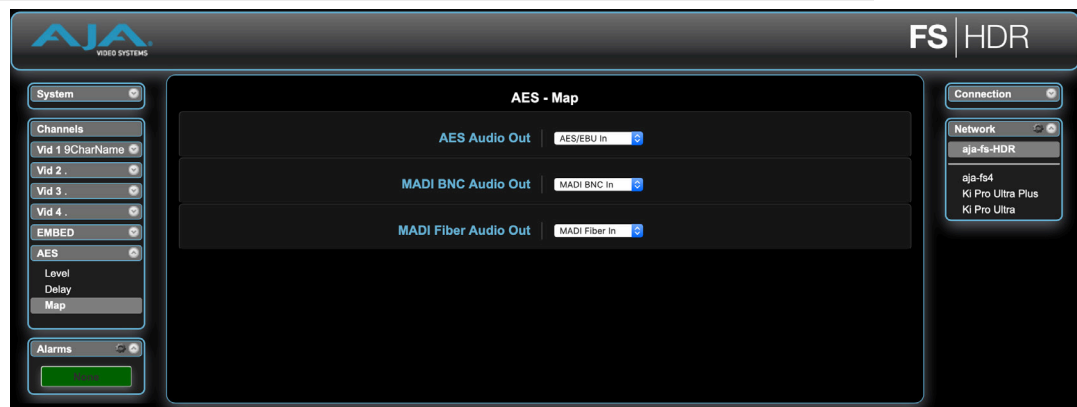 AJA
VIDEO SYSTEMS
FS HDR
System
Channels
Vid 1 9CharName
Vid 2 .
Vid 3 .
Vid 4 .
EMBED
AES
Level
Delay
Map
Alarms
None
AES - Map
AES Audio Out AES/EBU In
MADI BNC Audio Out MADI BNC In
MADI Fiber Audio Out MADI Fiber In
Connection
Network
aja-fs-HDR
aja-fs4
Ki Pro Ultra Plus
Ki Pro Ultra